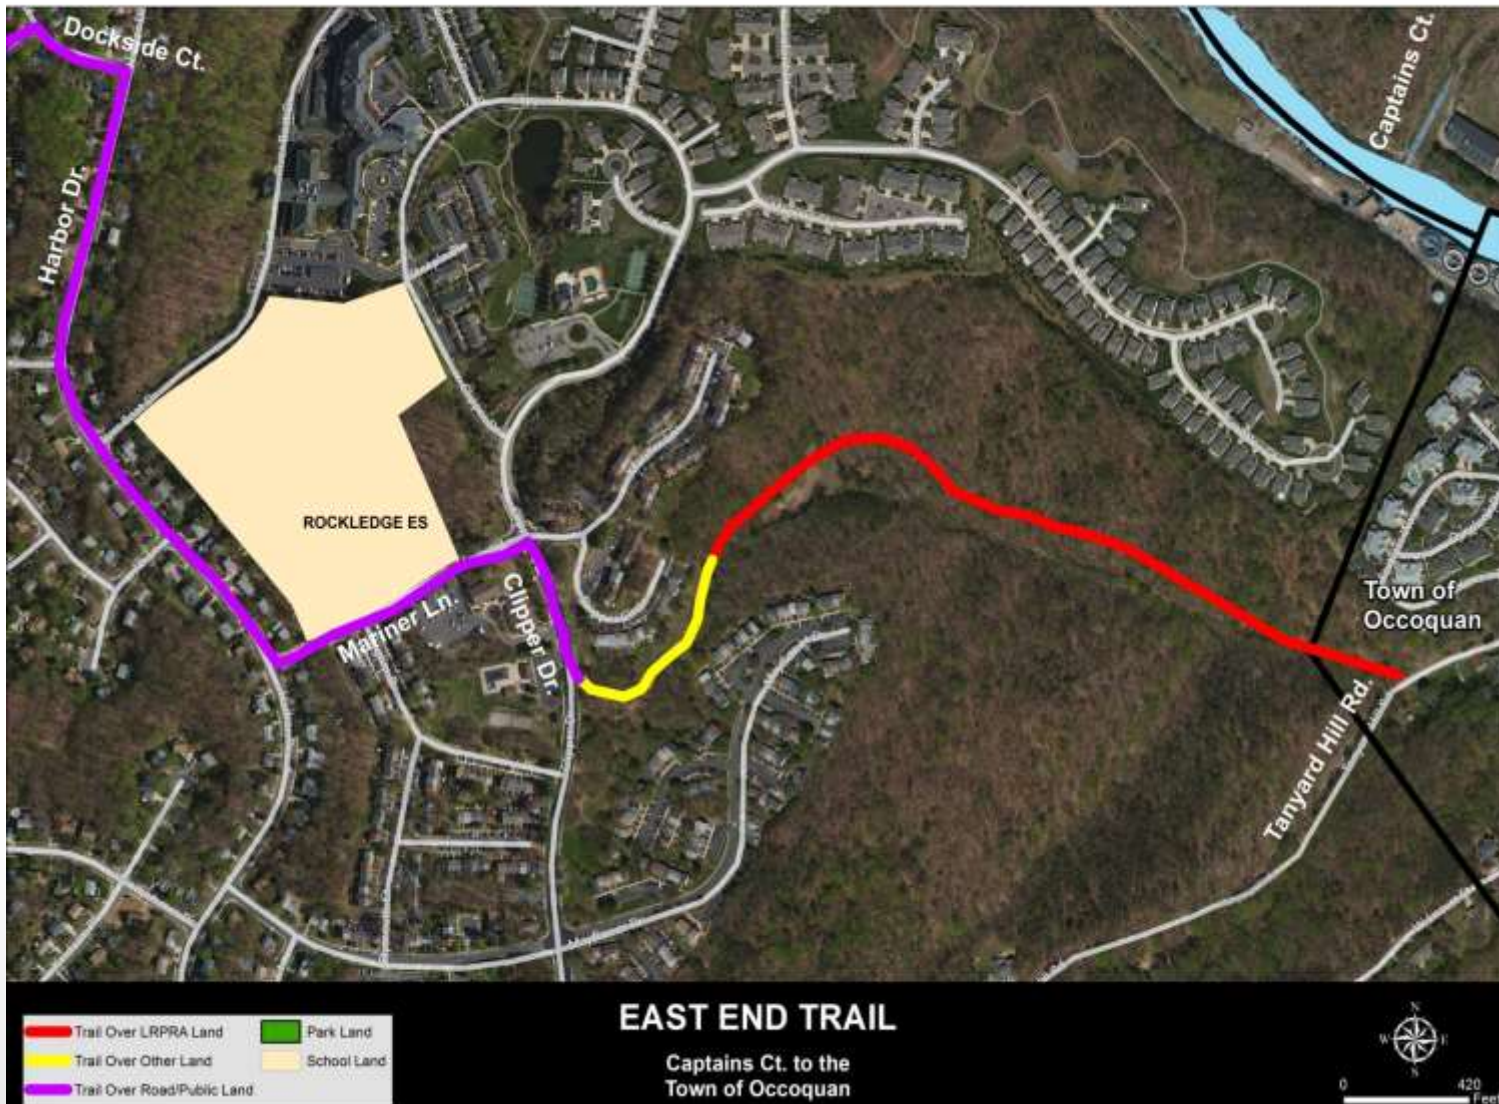 Dockside Ct.
Captains Ct.
Harbor Dr.
ROCKLEDGE ES
Mariner Ln.
Clipper Dr.
Town of
Occoquan
Tanyard Hill Rd.
Trail Over LRPRA Land
Park Land
Trail Over Other Land
School Land
Trail Over Road/Public Land
EAST END TRAIL
Captains Ct. to the
Town of Occoquan
N
W
E
S
0
420
Feet